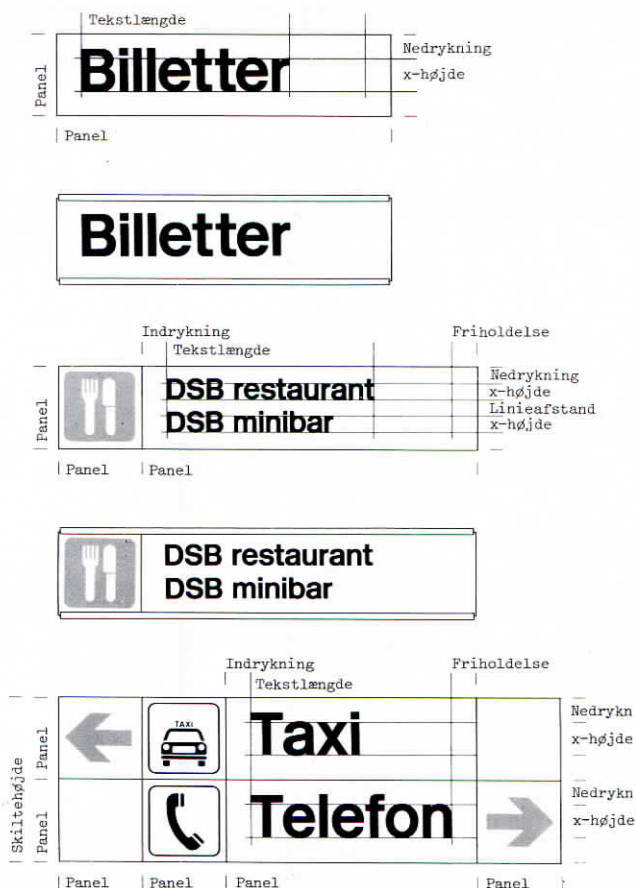 Tekstlængde
Nedrykning
Panel
Billetter
x-højde
Panel
Billetter
Indrykning
Friholdelse
Tekstlængde
Nedrykning
Panel
DSB restaurant
x-højde
Linieafstand
DSB minibar
x-højde
Panel
Panel
DSB restaurant
DSB minibar
Indrykning
Friholdelse
Tekstlængde
Nedrykn
Skiltehøjde
Panel
TAXI
Taxi
x-højde
Nedrykn
Panel
Telefon
x-højde
Panel
Panel
Panel
Panel